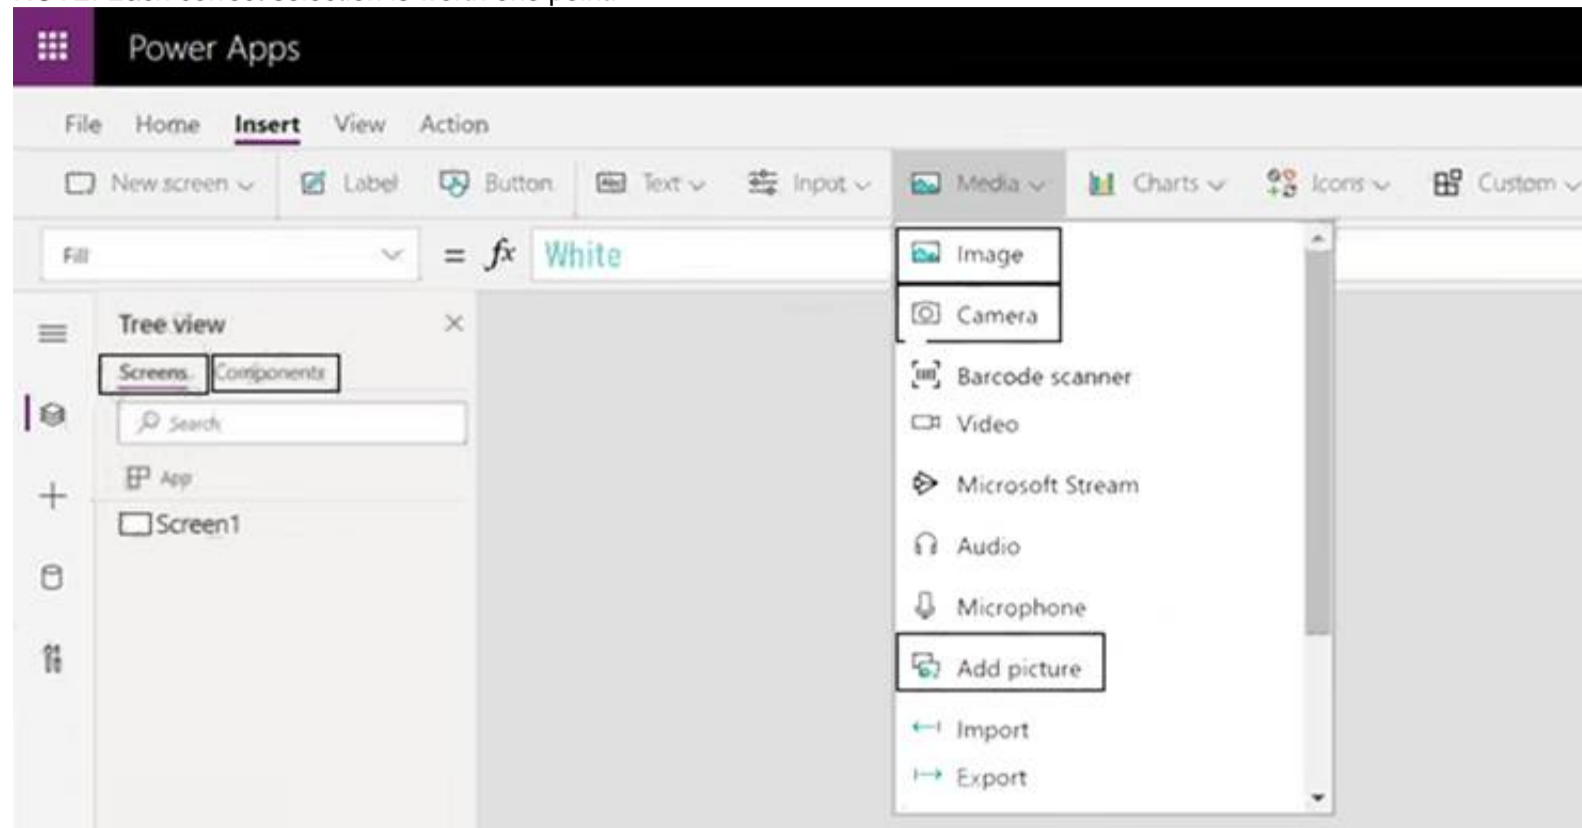 Power Apps
File Home Insert View Action
New screen Label Button Text Input Media Charts Icons Custom
Fill = fx White
Image
Tree view
Camera
Screens Components
Barcode scanner
Search
Video
App
Microsoft Stream
Screen1
Audio
Microphone
Add picture
Import
Export